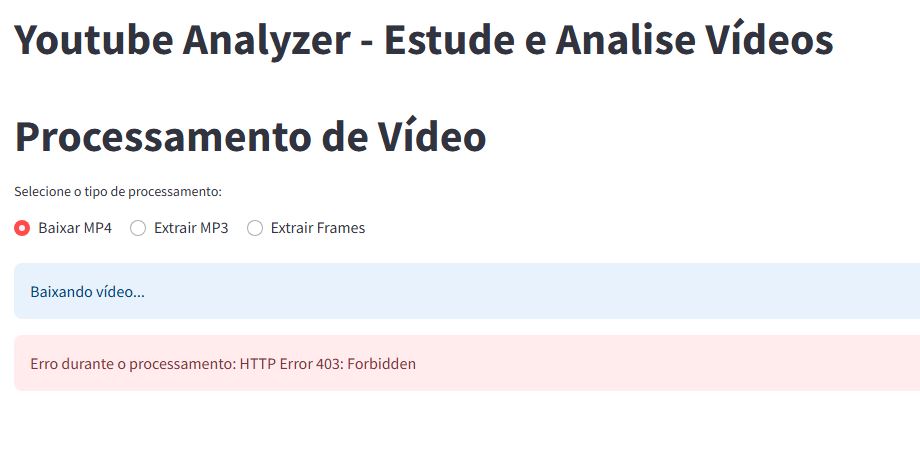 Youtube Analyzer - Estude e Analise Vídeos
Processamento de Vídeo
Selecione o tipo de processamento:
Baixar MP4 Extrair MP3 Extrair Frames
Baixando vídeo...
Erro durante o processamento: HTTP Error 403: Forbidden